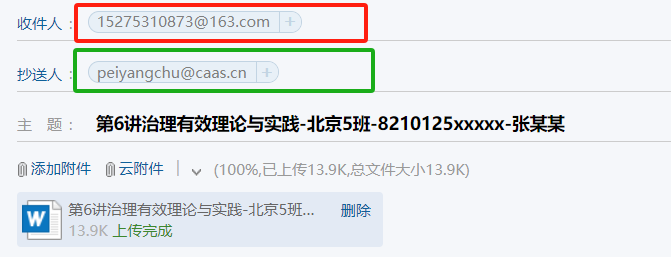 收件人： 15275310873@163.com +
抄送人： peiyangchu@caas.cn +
主 题： 第6讲治理有效理论与实践-北京5班-8210125xxxxx-张某某
添加附件 云附件 | (100%,已上传13.9K,总文件大小13.9K)
W 第6讲治理有效理论与实践-北京5班... 删除
13.9K 上传完成